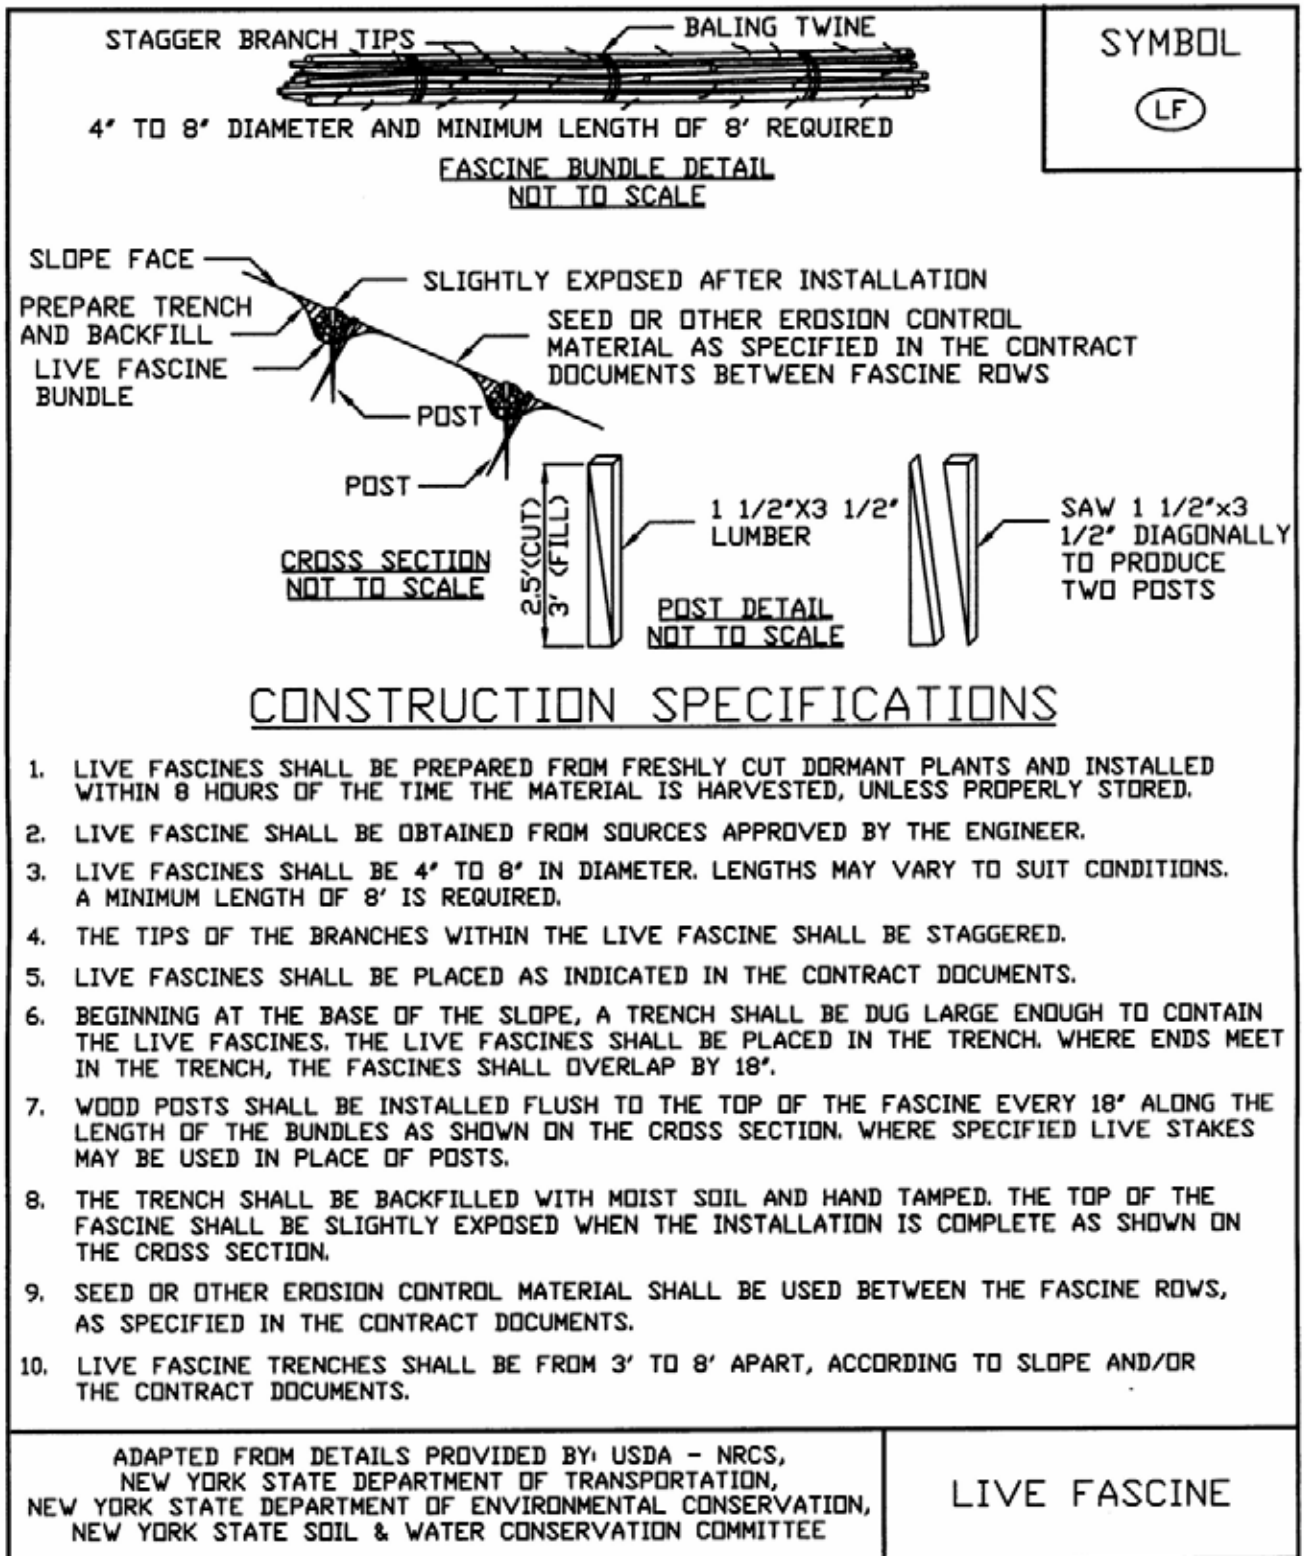 STAGGER BRANCH TIPS
BALING TWINE
SYMBOL
LF
4" TO 8" DIAMETER AND MINIMUM LENGTH OF 8' REQUIRED
FASCINE BUNDLE DETAIL
NOT TO SCALE
SLOPE FACE
SLIGHTLY EXPOSED AFTER INSTALLATION
PREPARE TRENCH
AND BACKFILL
SEED OR OTHER EROSION CONTROL
MATERIAL AS SPECIFIED IN THE CONTRACT
DOCUMENTS BETWEEN FASCINE ROWS
LIVE FASCINE
BUNDLE
POST
POST
CROSS SECTION
NOT TO SCALE
2.5'(CUT)
3' (FILL)
1 1/2"X3 1/2"
LUMBER
POST DETAIL
NOT TO SCALE
SAW 1 1/2"x3
1/2" DIAGONALLY
TO PRODUCE
TWO POSTS
CONSTRUCTION SPECIFICATIONS
1. LIVE FASCINES SHALL BE PREPARED FROM FRESHLY CUT DORMANT PLANTS AND INSTALLED
WITHIN 8 HOURS OF THE TIME THE MATERIAL IS HARVESTED, UNLESS PROPERLY STORED.
2. LIVE FASCINE SHALL BE OBTAINED FROM SOURCES APPROVED BY THE ENGINEER.
3. LIVE FASCINES SHALL BE 4" TO 8" IN DIAMETER. LENGTHS MAY VARY TO SUIT CONDITIONS.
A MINIMUM LENGTH OF 8' IS REQUIRED.
4. THE TIPS OF THE BRANCHES WITHIN THE LIVE FASCINE SHALL BE STAGGERED.
5. LIVE FASCINES SHALL BE PLACED AS INDICATED IN THE CONTRACT DOCUMENTS.
6. BEGINNING AT THE BASE OF THE SLOPE, A TRENCH SHALL BE DUG LARGE ENOUGH TO CONTAIN
THE LIVE FASCINES. THE LIVE FASCINES SHALL BE PLACED IN THE TRENCH. WHERE ENDS MEET
IN THE TRENCH, THE FASCINES SHALL OVERLAP BY 18".
7. WOOD POSTS SHALL BE INSTALLED FLUSH TO THE TOP OF THE FASCINE EVERY 18" ALONG THE
LENGTH OF THE BUNDLES AS SHOWN ON THE CROSS SECTION. WHERE SPECIFIED LIVE STAKES
MAY BE USED IN PLACE OF POSTS.
8. THE TRENCH SHALL BE BACKFILLED WITH MOIST SOIL AND HAND TAMPED. THE TOP OF THE
FASCINE SHALL BE SLIGHTLY EXPOSED WHEN THE INSTALLATION IS COMPLETE AS SHOWN ON
THE CROSS SECTION.
9. SEED OR OTHER EROSION CONTROL MATERIAL SHALL BE USED BETWEEN THE FASCINE ROWS,
AS SPECIFIED IN THE CONTRACT DOCUMENTS.
10. LIVE FASCINE TRENCHES SHALL BE FROM 3' TO 8' APART, ACCORDING TO SLOPE AND/OR
THE CONTRACT DOCUMENTS.
ADAPTED FROM DETAILS PROVIDED BY: USDA - NRCS,
NEW YORK STATE DEPARTMENT OF TRANSPORTATION,
NEW YORK STATE DEPARTMENT OF ENVIRONMENTAL CONSERVATION,
NEW YORK STATE SOIL & WATER CONSERVATION COMMITTEE
LIVE FASCINE